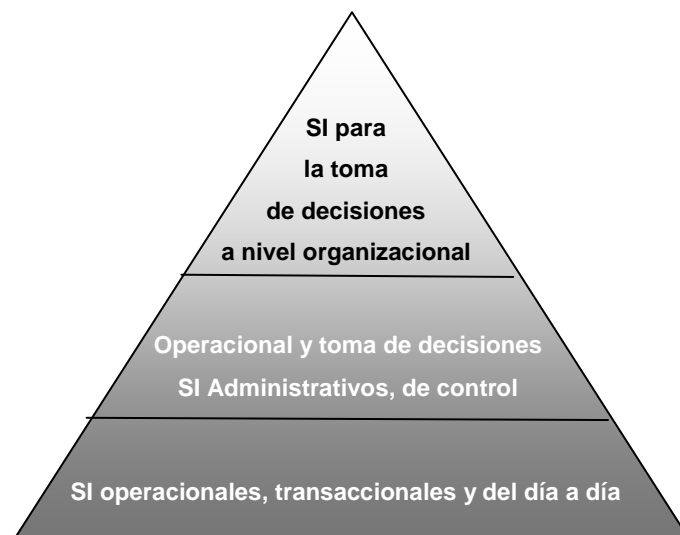 SI para
la toma
de decisiones
a nivel organizacional
Operacional y toma de decisiones
SI Administrativos, de control
SI operacionales, transaccionales y del día a día